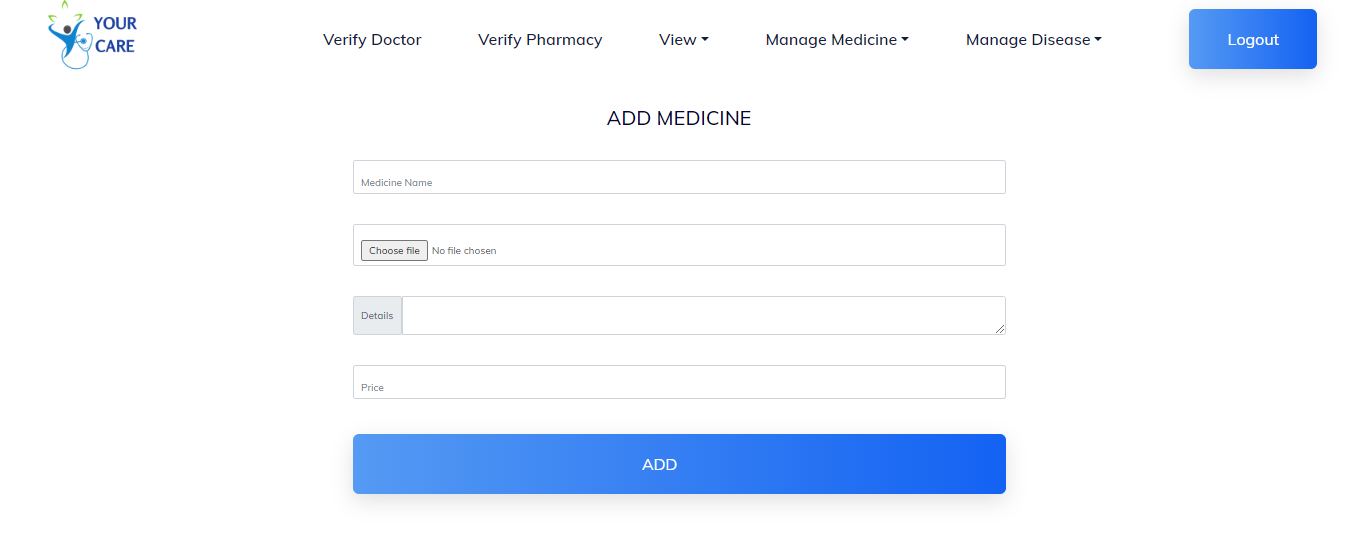 YOUR
CARE
Verify Doctor Verify Pharmacy View Manage Medicine Manage Disease Logout
ADD MEDICINE
Medicine Name
Choose file No file chosen
Details
Price
ADD